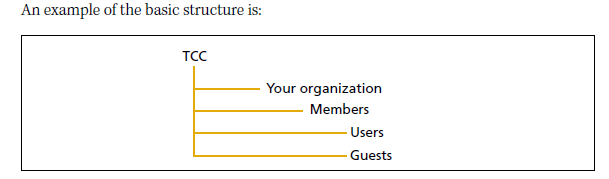 An example of the basic structure is:
TCC
Your organization
Members
Users
Guests